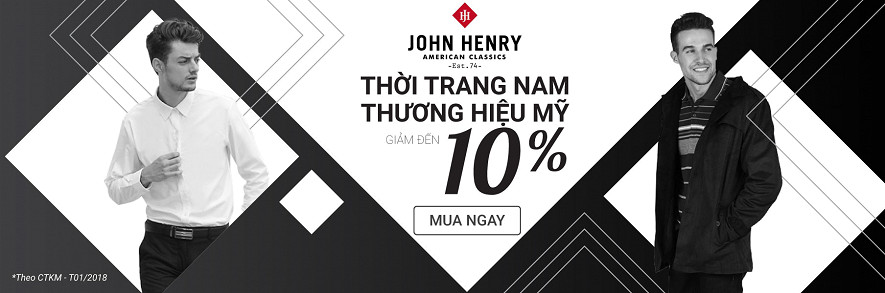 JH
JOHN HENRY
AMERICAN CLASSICS
-Est.74-
THỜI TRANG NAM
THƯƠNG HIỆU MỸ
GIẢM ĐẾN 10%
MUA NGAY
*Theo CTKM - T01/2018